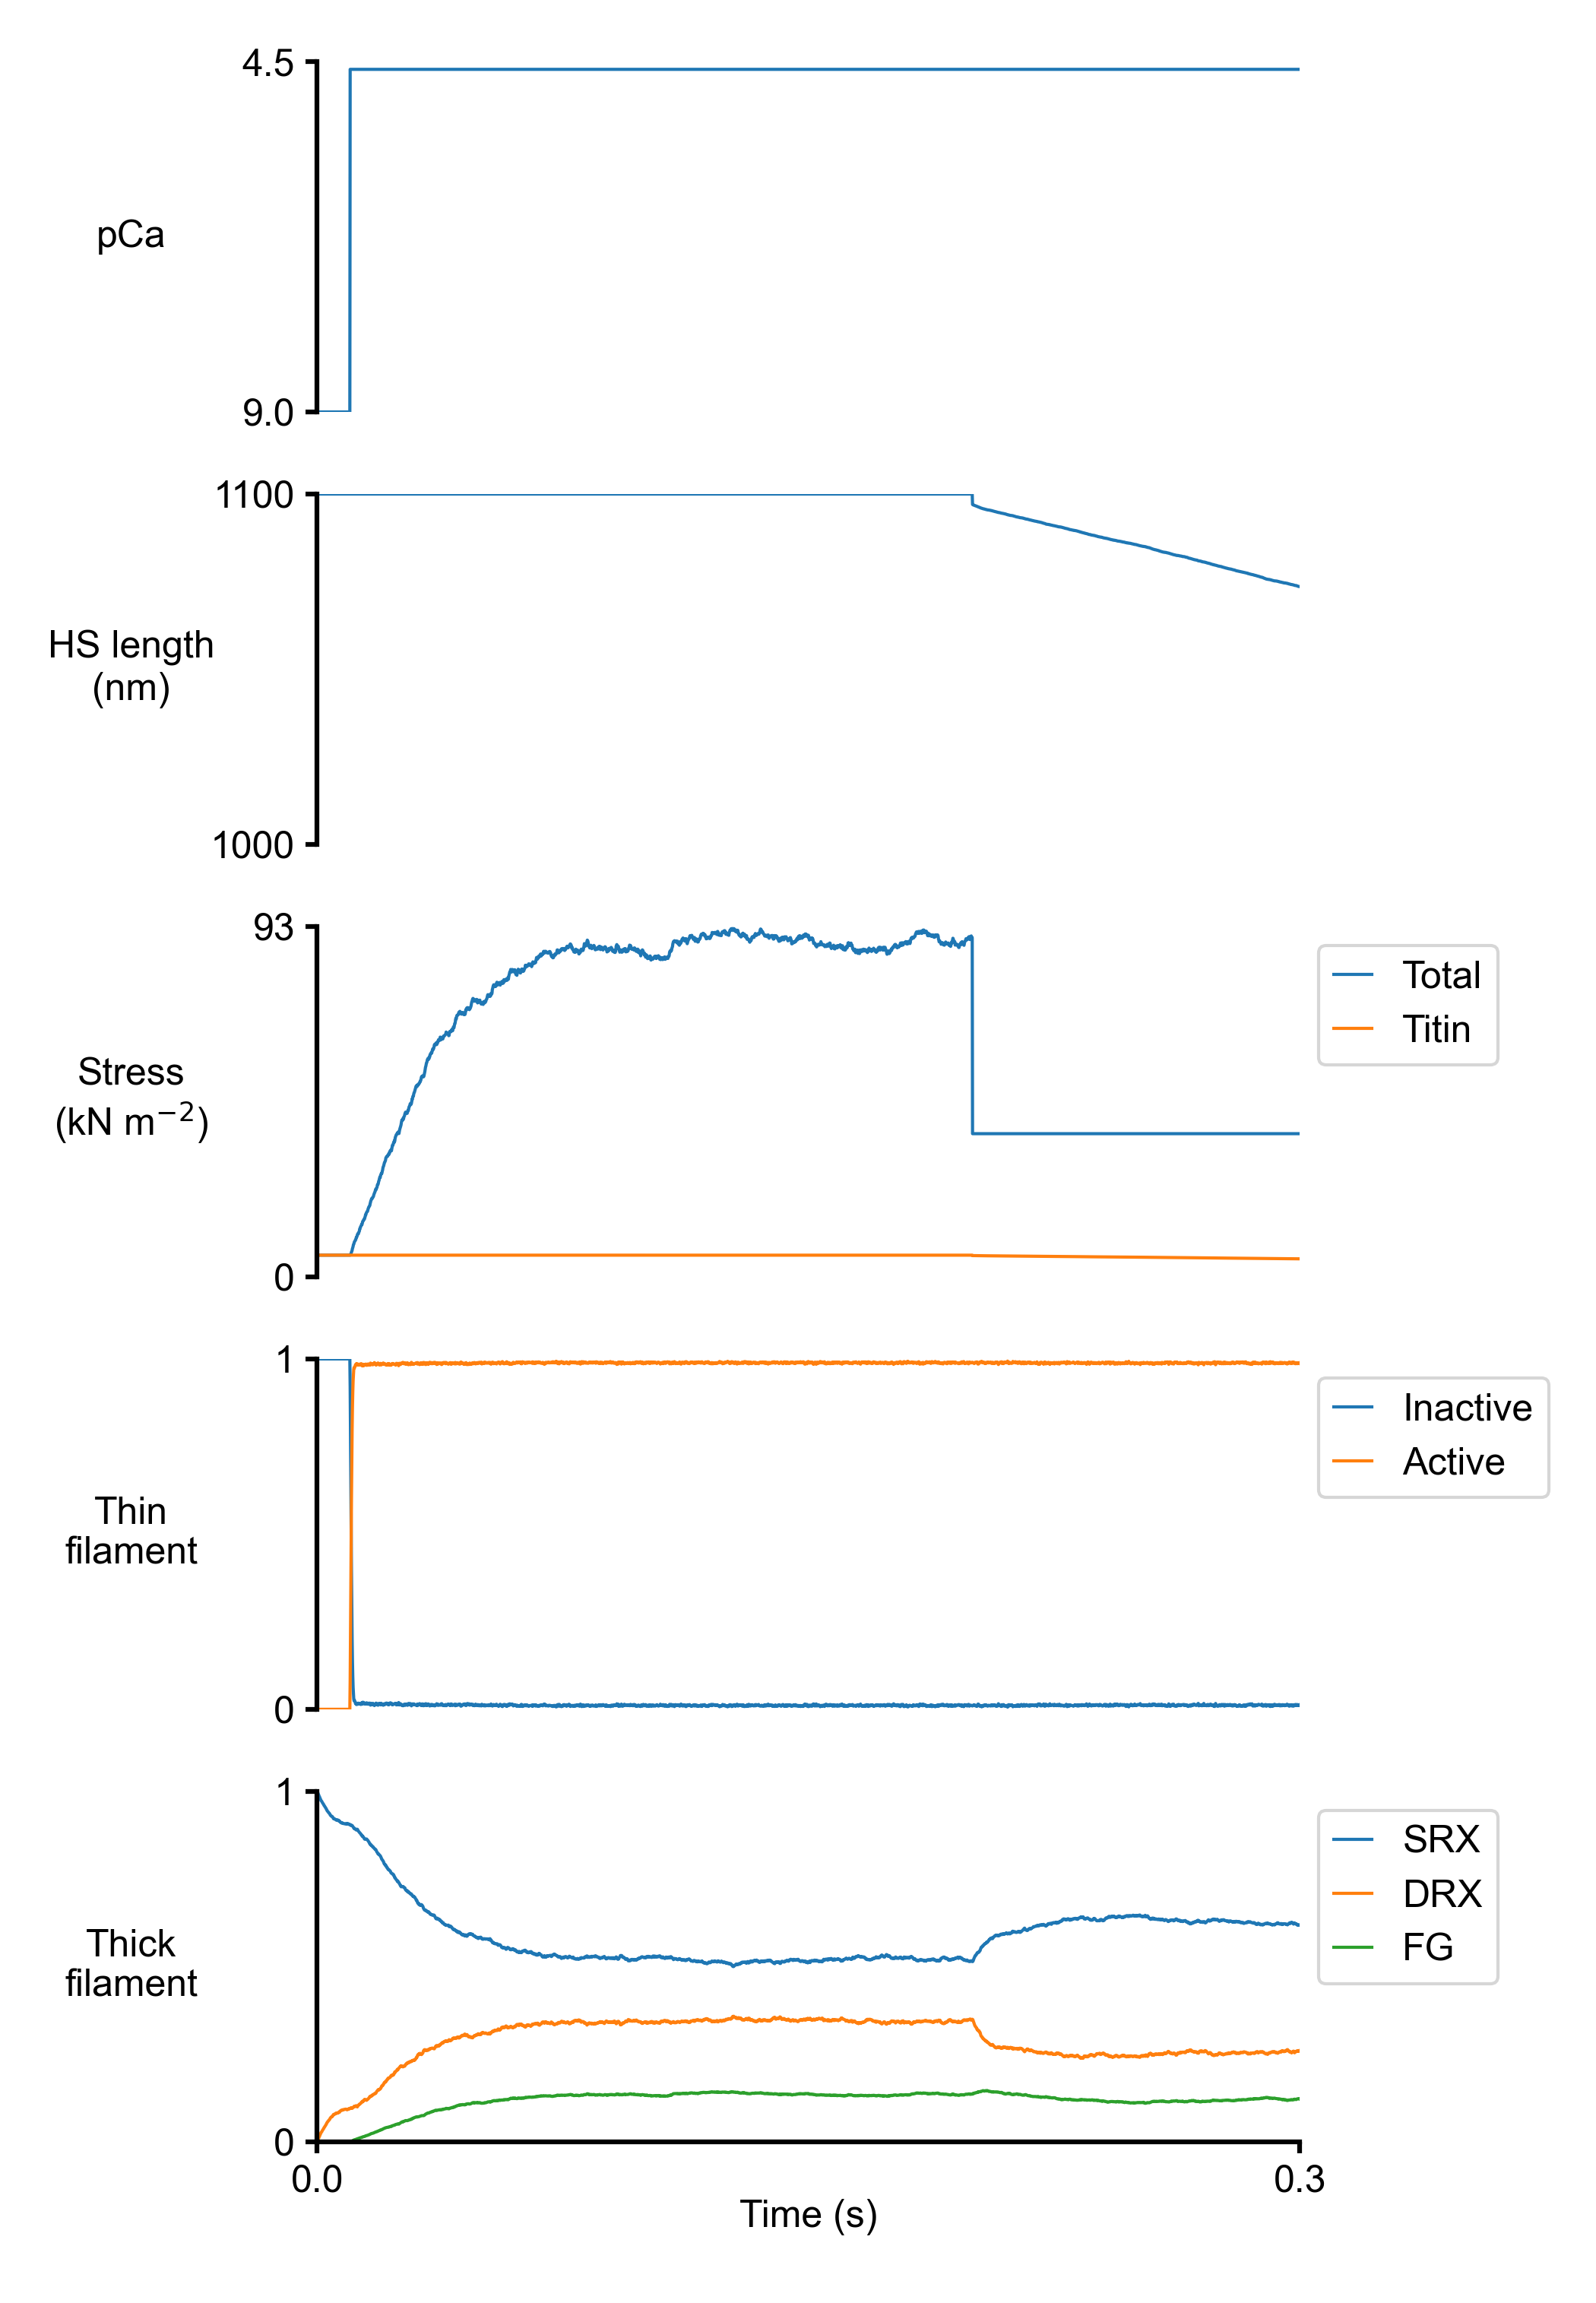 4.5
pCa
9.0
1100
HS length
(nm)
1000
93
Total
Titin
Stress
(kN m⁻²)
0
1
Inactive
Active
Thin
filament
0
1
SRX
DRX
FG
Thick
filament
0
0.0
0.3
Time (s)